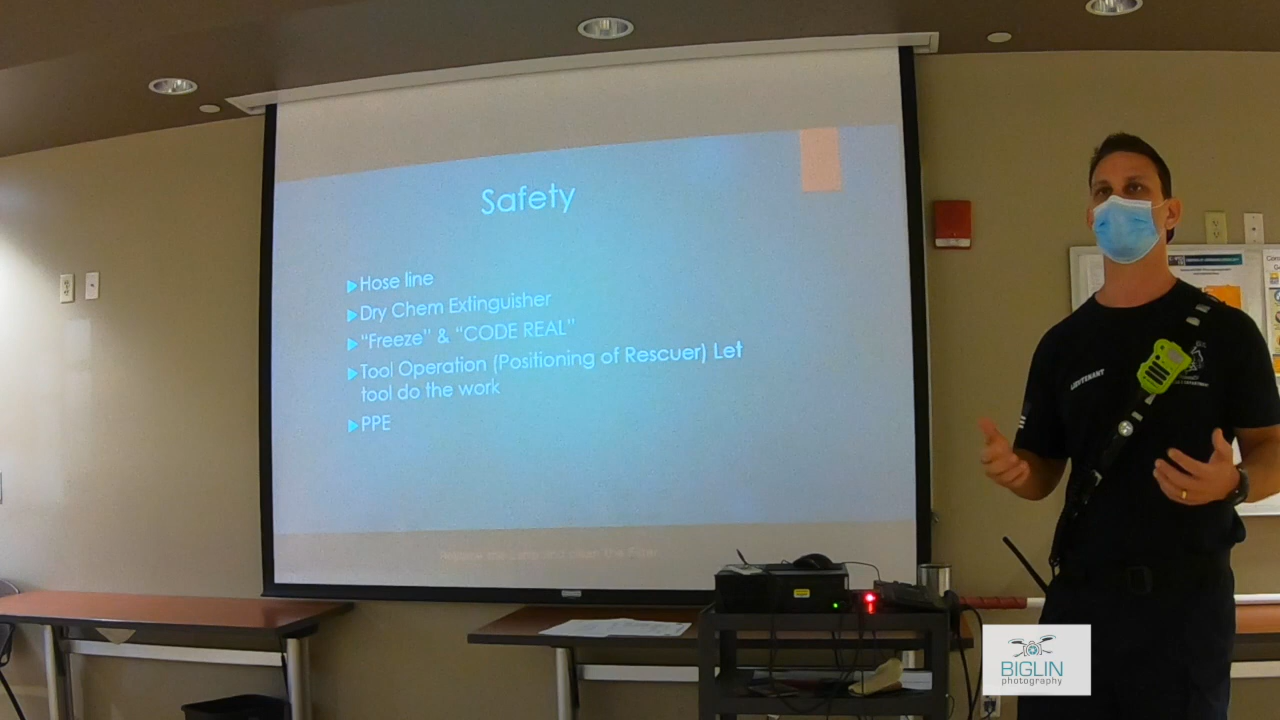 Safety
Hose line
Dry Chem Extinguisher
"Freeze" & "CODE REAL"
Tool Operation (Positioning of Rescuer) Let
tool do the work
PPE
LIEUTENANT
BIGLIN
photography